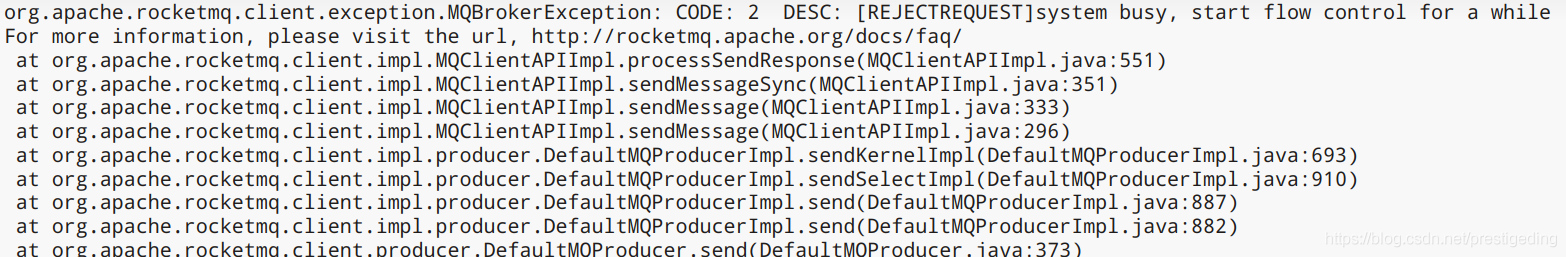 org.apache.rocketmq.client.exception.MQBrokerException: CODE: 2  DESC: [REJECTREQUEST]system busy, start flow control for a while
For more information, please visit the url, http://rocketmq.apache.org/docs/faq/
at org.apache.rocketmq.client.impl.MQClientAPIImpl.processSendResponse(MQClientAPIImpl.java:551)
at org.apache.rocketmq.client.impl.MQClientAPIImpl.sendMessageSync(MQClientAPIImpl.java:351)
at org.apache.rocketmq.client.impl.MQClientAPIImpl.sendMessage(MQClientAPIImpl.java:333)
at org.apache.rocketmq.client.impl.MQClientAPIImpl.sendMessage(MQClientAPIImpl.java:296)
at org.apache.rocketmq.client.impl.producer.DefaultMQProducerImpl.sendKernelImpl(DefaultMQProducerImpl.java:693)
at org.apache.rocketmq.client.impl.producer.DefaultMQProducerImpl.sendSelectImpl(DefaultMQProducerImpl.java:910)
at org.apache.rocketmq.client.impl.producer.DefaultMQProducerImpl.send(DefaultMQProducerImpl.java:887)
at org.apache.rocketmq.client.impl.producer.DefaultMQProducerImpl.send(DefaultMQProducerImpl.java:882)
at org.apache.rocketmq.client.producer.DefaultMQProducer.send(DefaultMQProducer.java:373)
https://blog.csdn.net/prestigeding